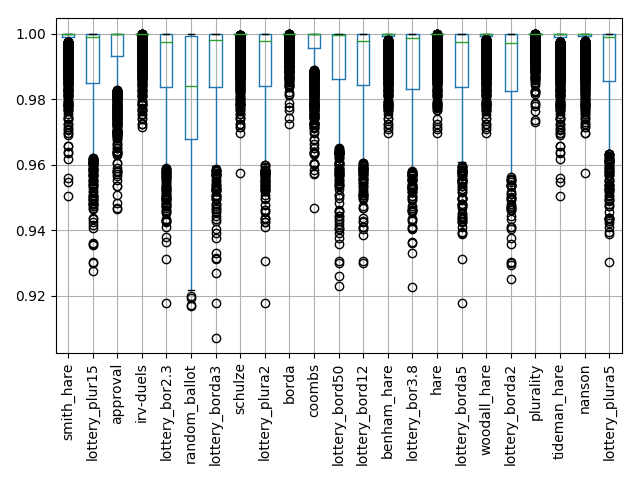 1.00
0.98
0.96
0.94
0.92
smith_hare
lottery_plur15
approval
irv-duels
lottery_bor2.3
random_ballot
lottery_borda3
schulze
lottery_plura2
borda
coombs
lottery_bord50
lottery_bord12
benham_hare
lottery_bor3.8
hare
lottery_borda5
woodall_hare
lottery_borda2
plurality
tideman_hare
nanson
lottery_plura5